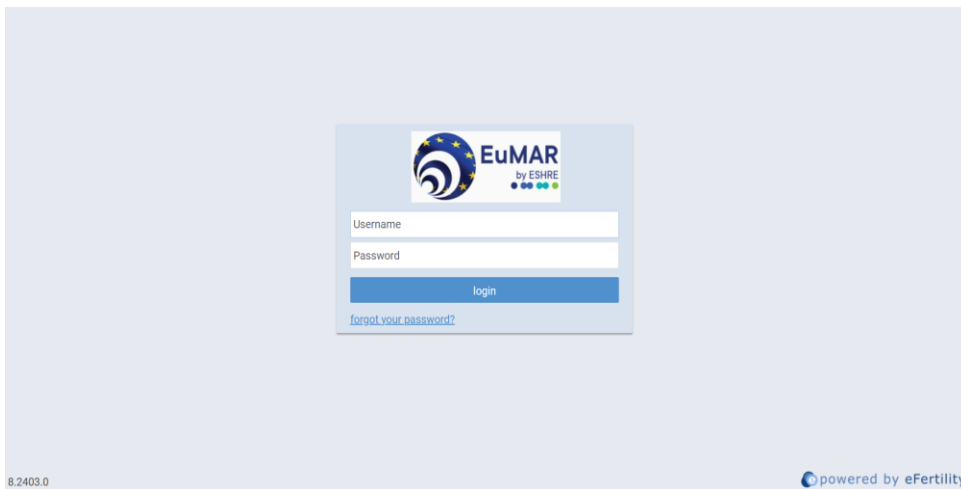 EuMAR
by ESHRE
Username
Password
login
forgot your password?
8.2403.0
powered by eFertility